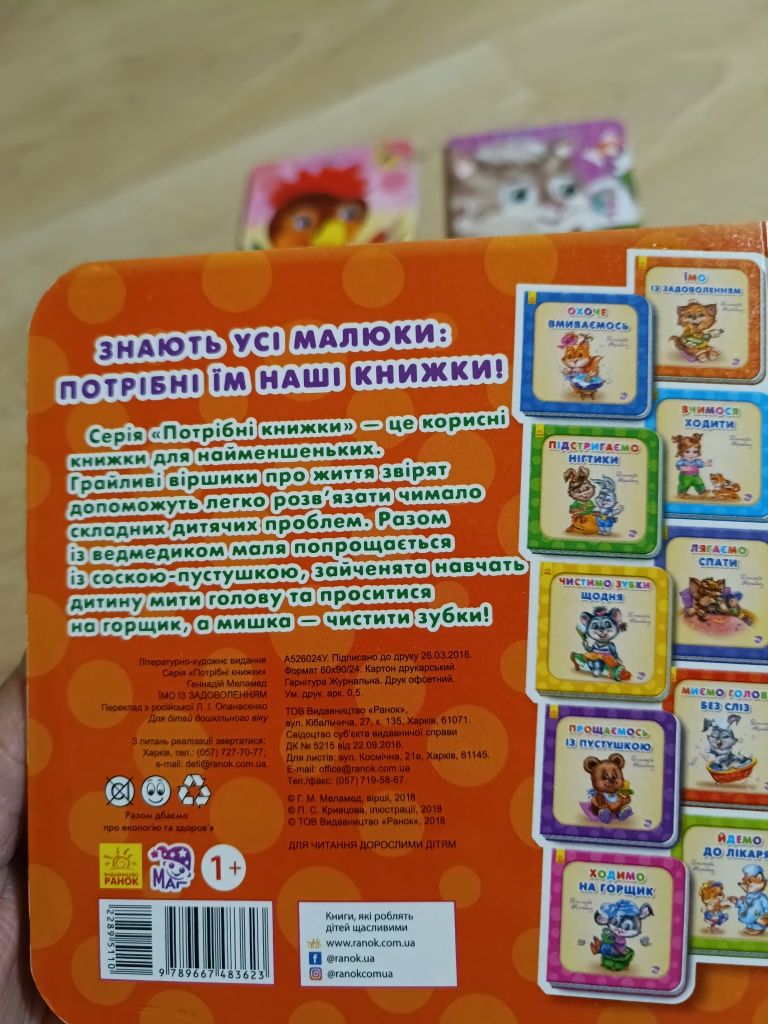 ЗНАЮТЬ УСІ МАЛЮКИ:
ПОТРІБНІ ЇМ НАШІ КНИЖКИ!
Серія «Потрібні книжки» — це корисні
книжки для найменшеньких.
Грайливі віршики про життя звірят
допоможуть легко розв'язати чимало
складних дитячих проблем. Разом
із ведмедиком маля попрощається
із соскою-пустушкою, зайченята навчать
дитину мити голову та проситися
на горщик, а мишка — чистити зубки!
Літературно-художнє видання
Серія «Потрібні книжки»
Геннадій Меламед
ЇМО ІЗ ЗАДОВОЛЕННЯМ
Переклад з російської Л. І. Опанасенко
Для дітей дошкільного віку
З питань реалізації звертатися:
Харків, тел.: (057) 727-70-77;
e-mail: deti@ranok.com.ua
Разом дбаємо
про екологію та здоров'я
ВИДАВНИЦТВО
РАНОК
МАГ
1+
А526024У. Підписано до друку 26.03.2018.
Формат 60х90/24. Картон друкарський.
Гарнітура Журнальна. Друк офсетний.
Ум. друк. арк. 0,5.
ТОВ Видавництво «Ранок»,
вул. Кібальчича, 27, к. 135, Харків, 61071.
Свідоцтво суб'єкта видавничої справи
ДК № 5215 від 22.09.2016.
Для листів: вул. Космічна, 21а, Харків, 61145.
E-mail: office@ranok.com.ua
Тел./факс: (057) 719-58-67.
© Г. М. Меламед, вірші, 2018
© П. С. Кривцова, ілюстрації, 2018
© ТОВ Видавництво «Ранок», 2018
ДЛЯ ЧИТАННЯ ДОРОСЛИМИ ДІТЯМ
22895110
9 789667 483623
Книги, які роблять
дітей щасливими
www.ranok.com.ua
@ranok.ua
@ranokcomua
ЇМО
ІЗ ЗАДОВОЛЕННЯМ
ОХОЧЕ
ВМИВАЄМОСЬ
ВЧИМОСЯ
ХОДИТИ
ПІДСТРИГАЄМО
НІГТИКИ
ЛЯГАЄМО
СПАТИ
ЧИСТИМО ЗУБКИ
ЩОДНЯ
МИЄМО ГОЛОВУ
БЕЗ СЛІЗ
ПРОЩАЄМОСЬ
ІЗ ПУСТУШКОЮ
ЙДЕМО
ДО ЛІКАРЯ
ХОДИМО
НА ГОРЩИК